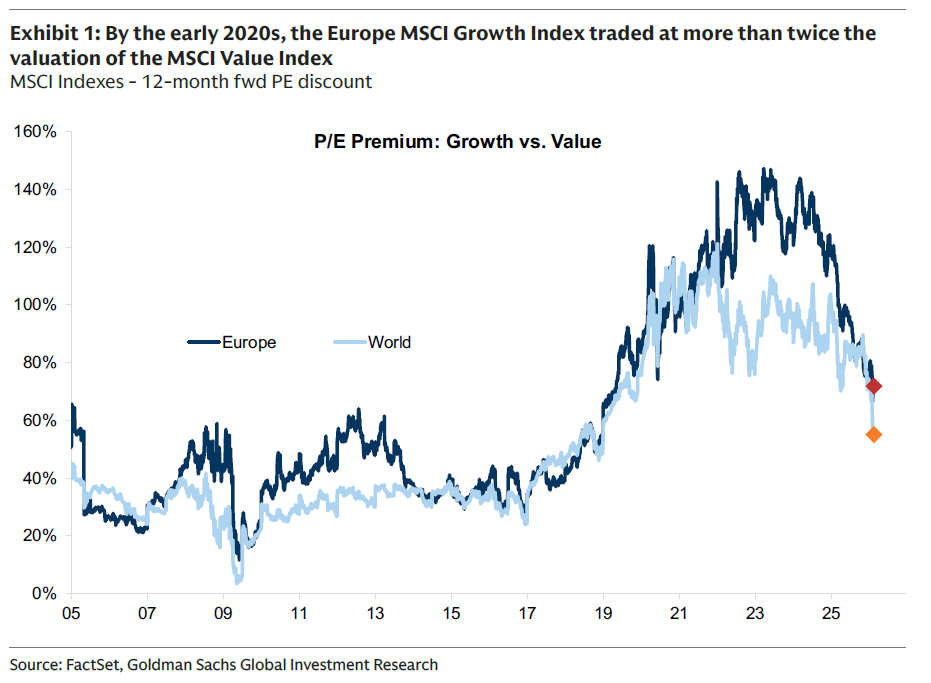 Exhibit 1: By the early 2020s, the Europe MSCI Growth Index traded at more than twice the
valuation of the MSCI Value Index
MSCI Indexes - 12-month fwd PE discount
P/E Premium: Growth vs. Value
160%
140%
120%
100%
80%
60%
40%
20%
0%
Europe World
05 07 09 11 13 15 17 19 21 23 25
Source: FactSet, Goldman Sachs Global Investment Research